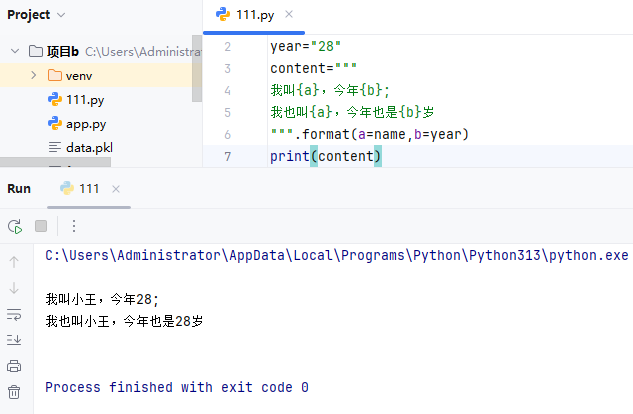 Project
111.py
项目b C:\Users\Administra
venv
111.py
app.py
data.pkl
2 year="28"
3 content="""
4 我叫{a}，今年{b};
5 我也叫{a}，今年也是{b}岁
6 """.format(a=name,b=year)
7 print(content)
Run 111
C:\Users\Administrator\AppData\Local\Programs\Python\Python313\python.exe
我叫小王，今年28;
我也叫小王，今年也是28岁
Process finished with exit code 0